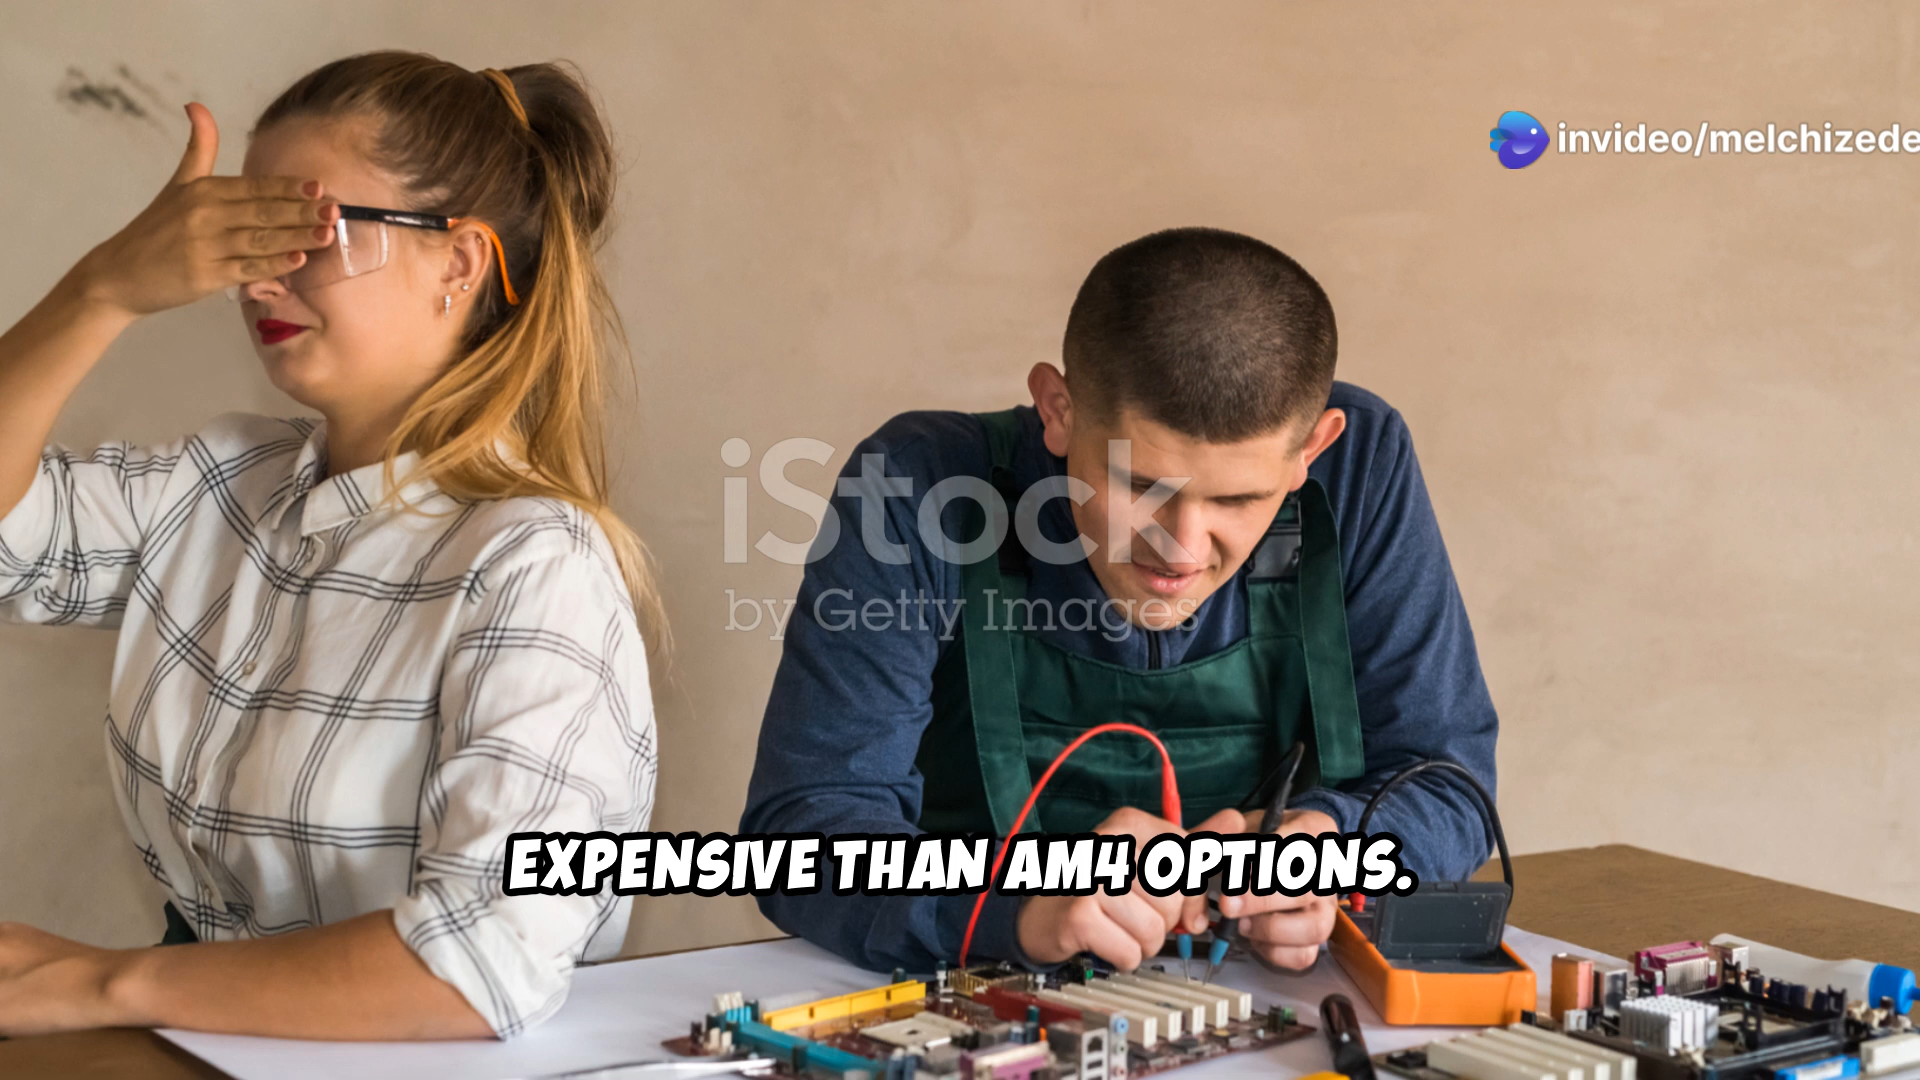 invideo/melchizede
iStock
by Getty Images
EXPENSIVE THAN AM4 OPTIONS.